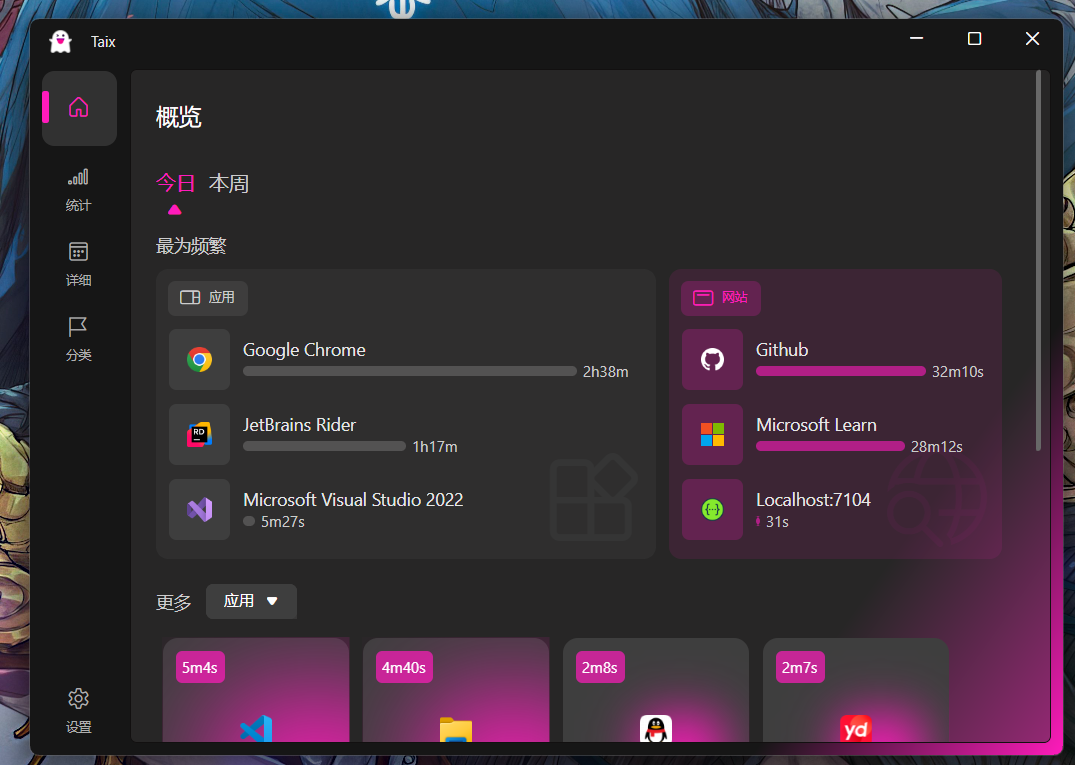 Taix
概览
今日 本周
统计
最为频繁
详细
应用
网站
分类
Google Chrome
2h38m
Github
32m10s
JetBrains Rider
1h17m
Microsoft Learn
28m12s
Microsoft Visual Studio 2022
5m27s
Localhost:7104
31s
更多 应用
5m4s
4m40s
2m8s
2m7s
RD
yd
设置